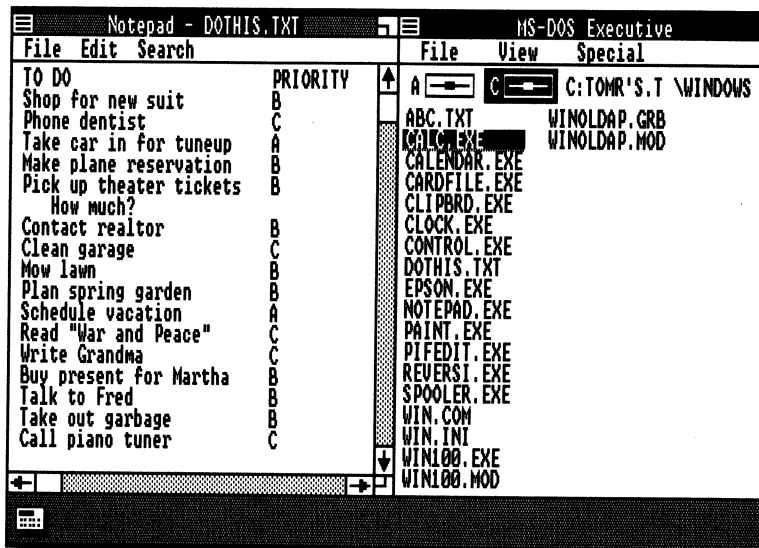 Notepad - DOTHIS.TXT
File Edit Search
TO DO PRIORITY
Shop for new suit B
Phone dentist C
Take car in for tuneup A
Make plane reservation B
Pick up theater tickets B
How much?
Contact realtor B
Clean garage C
Mow lawn B
Plan spring garden B
Schedule vacation A
Read "War and Peace" C
Write Grandma C
Buy present for Martha B
Talk to Fred B
Take out garbage B
Call piano tuner C
MS-DOS Executive
File View Special
A C C:TOMR'S.T \WINDOWS
ABC.TXT WINOLDAP.GRB
CALC.EXE WINOLDAP.MOD
CALENDAR.EXE
CARDFILE.EXE
CLIPBRD.EXE
CLOCK.EXE
CONTROL.EXE
DOTHIS.TXT
EPSON.EXE
NOTEPAD.EXE
PAINT.EXE
PIFEDIT.EXE
REVERSI.EXE
SPOOLER.EXE
WIN.COM
WIN.INI
WIN100.EXE
WIN100.MOD